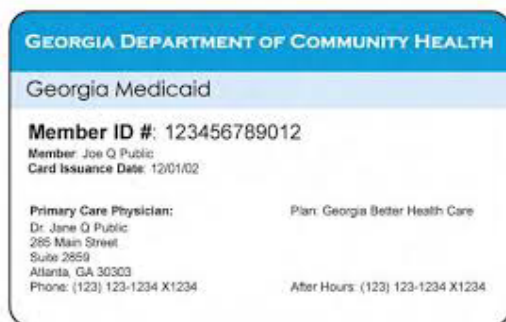 GEORGIA DEPARTMENT OF COMMUNITY HEALTH
Georgia Medicaid
Member ID #: 123456789012
Member: Joe Q Public
Card Issuance Date: 12/01/02
Primary Care Physician:
Dr. Jane Q Public
285 Main Street
Suite 2859
Atlanta, GA 30303
Phone: (123) 123-1234 X1234
Plan: Georgia Better Health Care
After Hours: (123) 123-1234 X1234